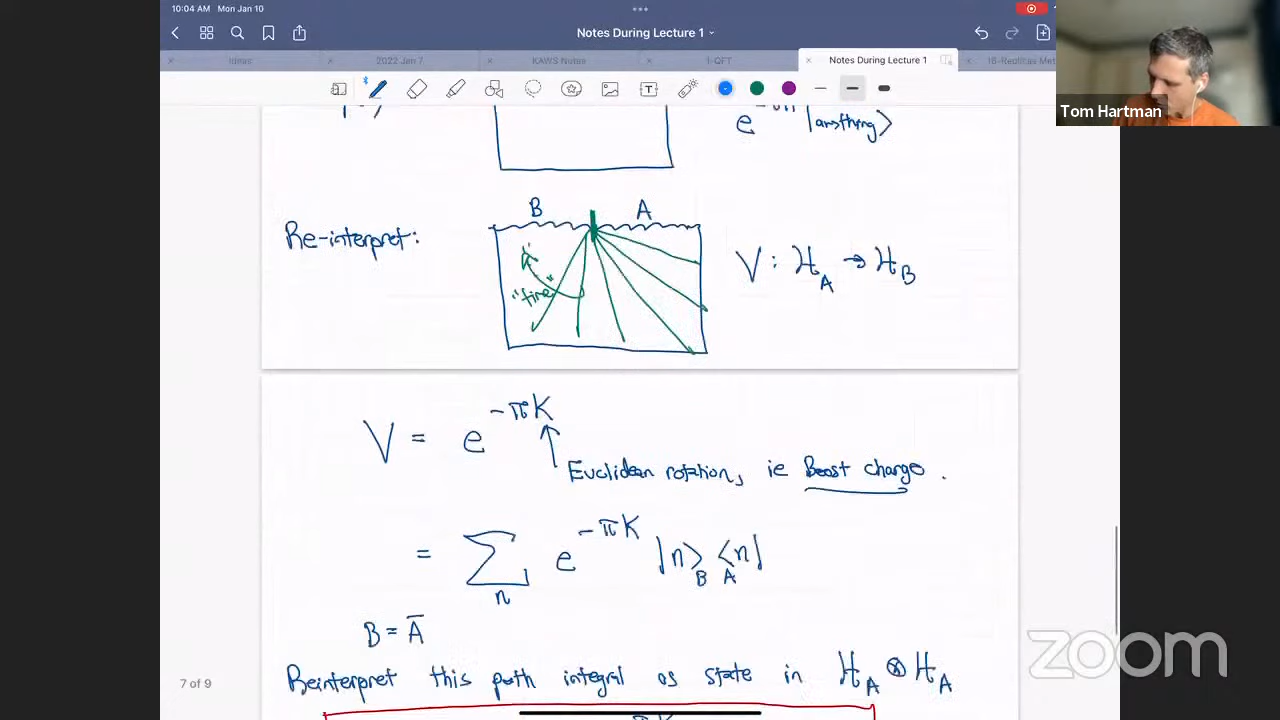 10:04 AM Mon Jan 10
Notes During Lecture 1
Ideas
2022 Jan 7
KAWS Notes
1-QFT
Notes During Lecture 1
Tom Hartman
|anything⟩
B A
Re-interpret:
V : H_A → H_B
"time"
V = e^{-πK}
Euclidean rotation, ie Boost charge.
= Σ_n e^{-πK} |n⟩_B _A⟨n|
B = Ā
Reinterpret this path integral as state in H_A ⊗ H_A
7 of 9
zoom